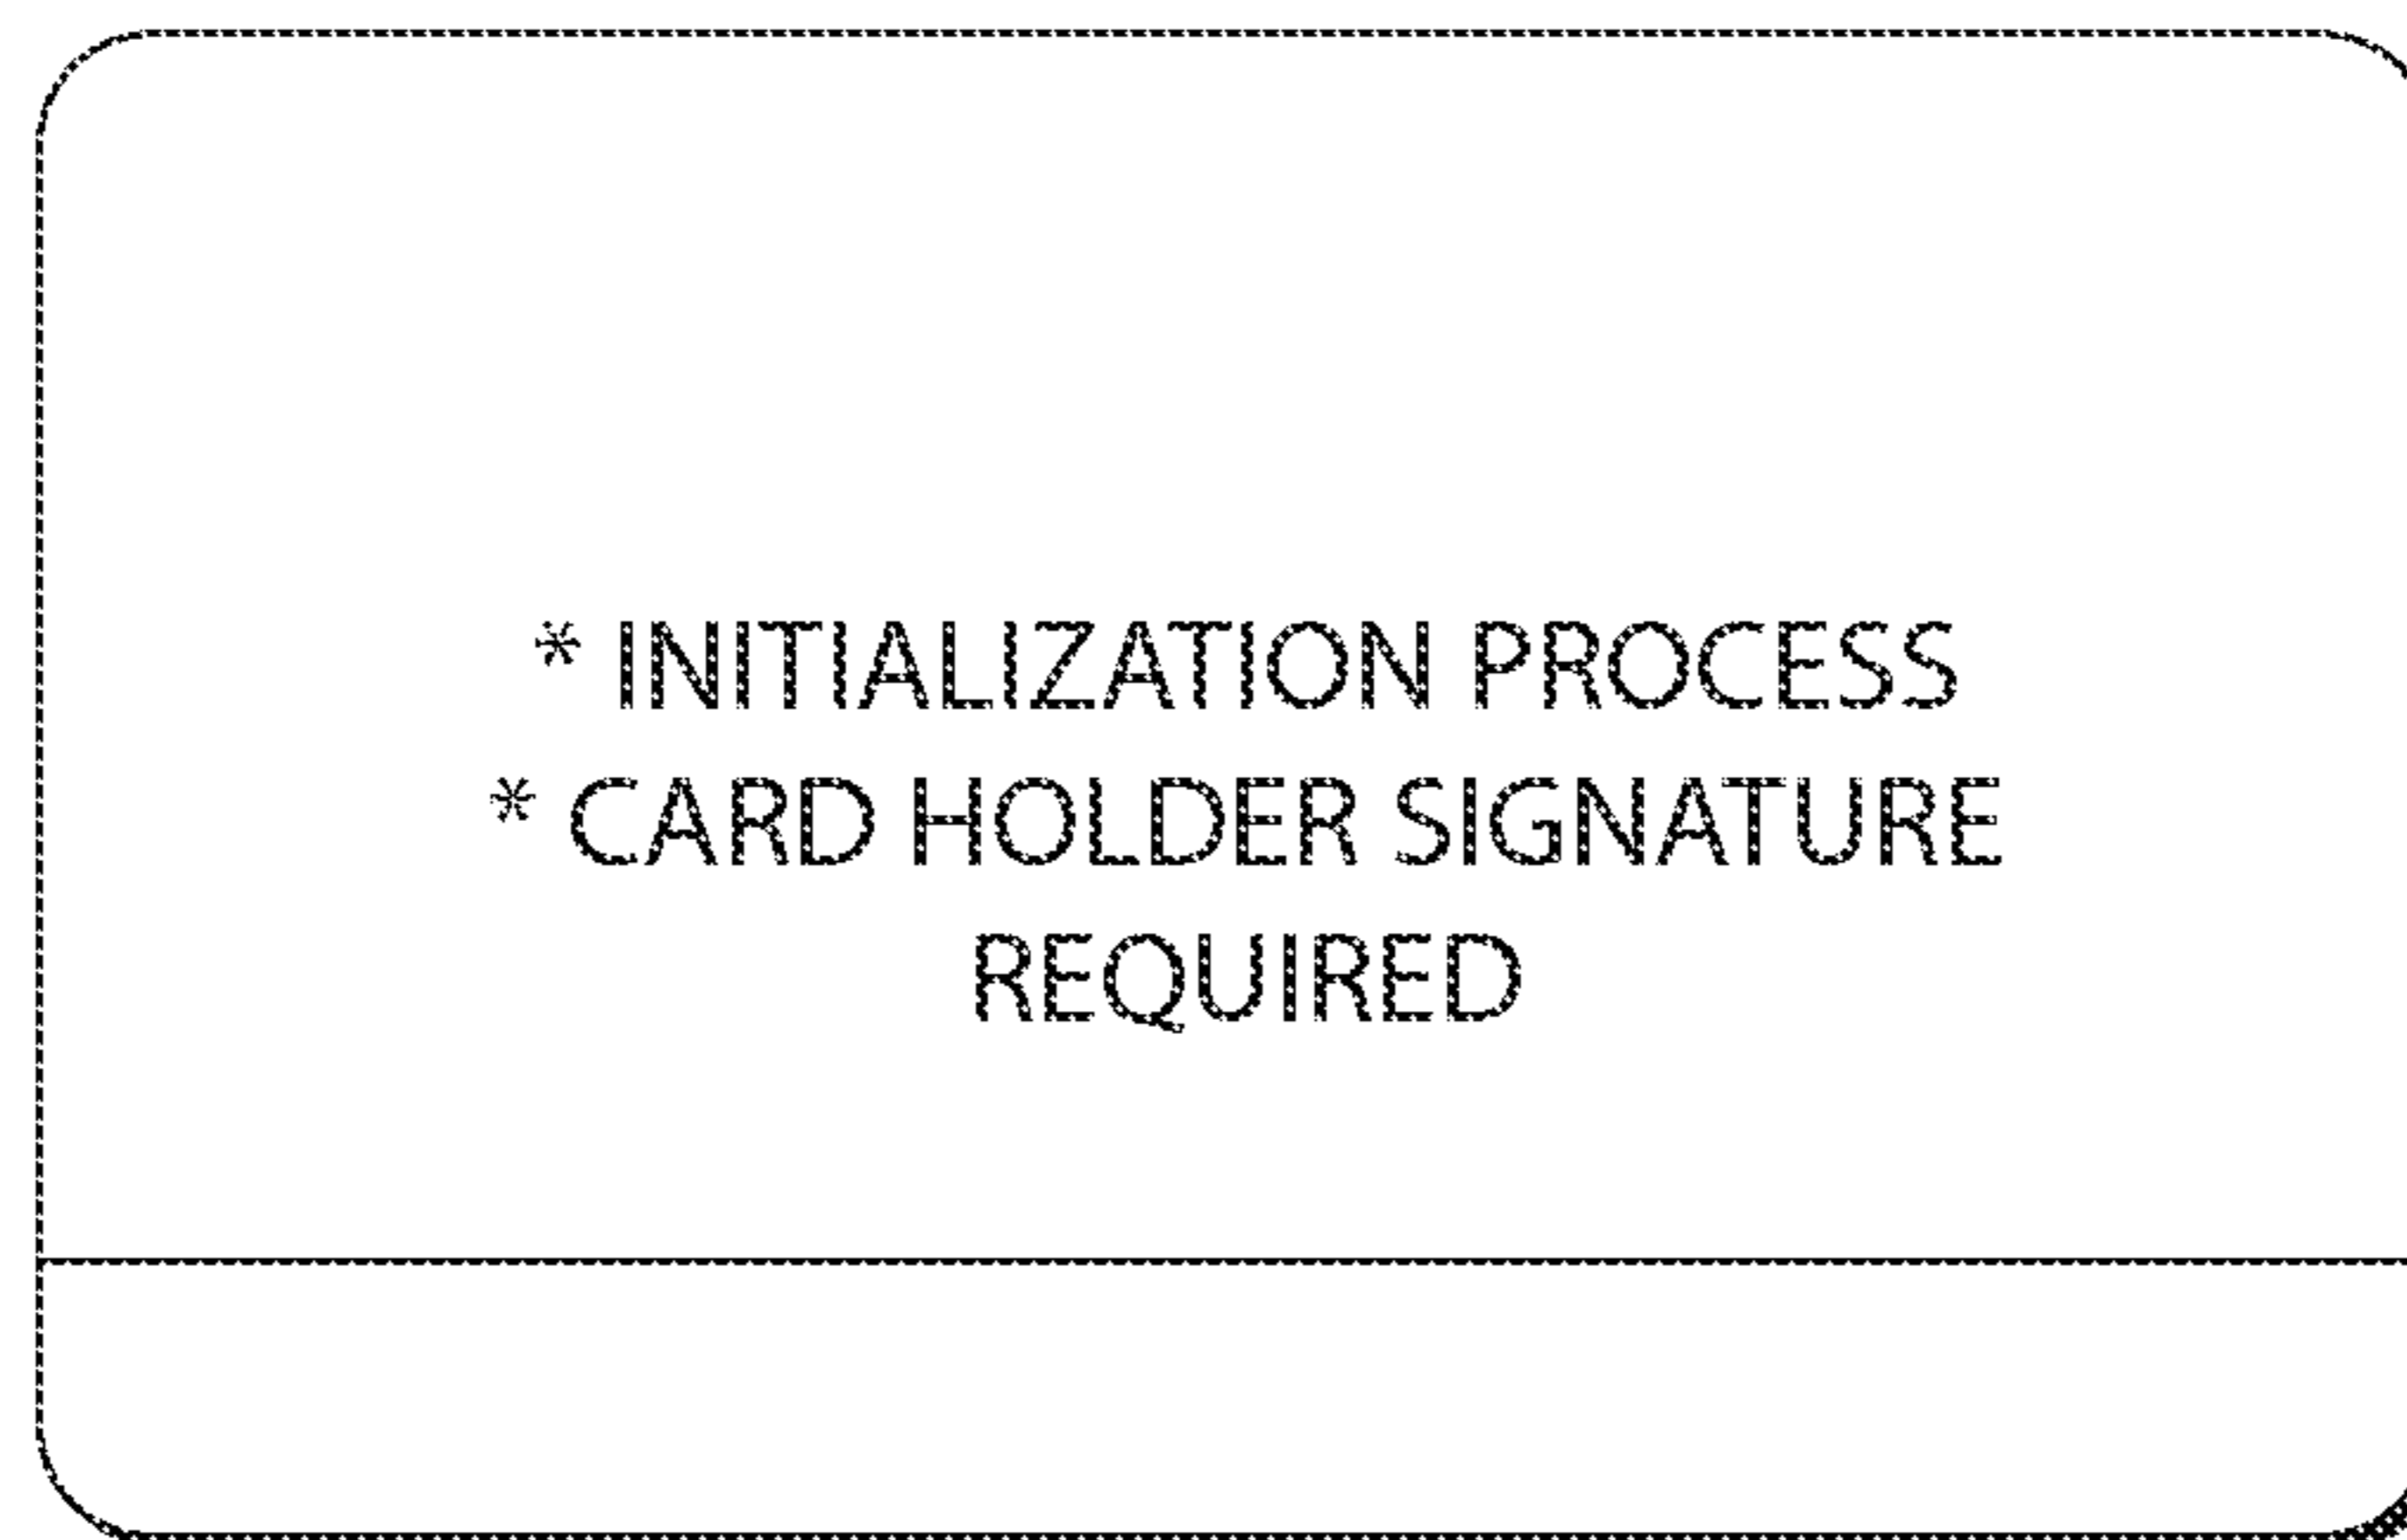 * INITIALIZATION PROCESS
* CARD HOLDER SIGNATURE
REQUIRED